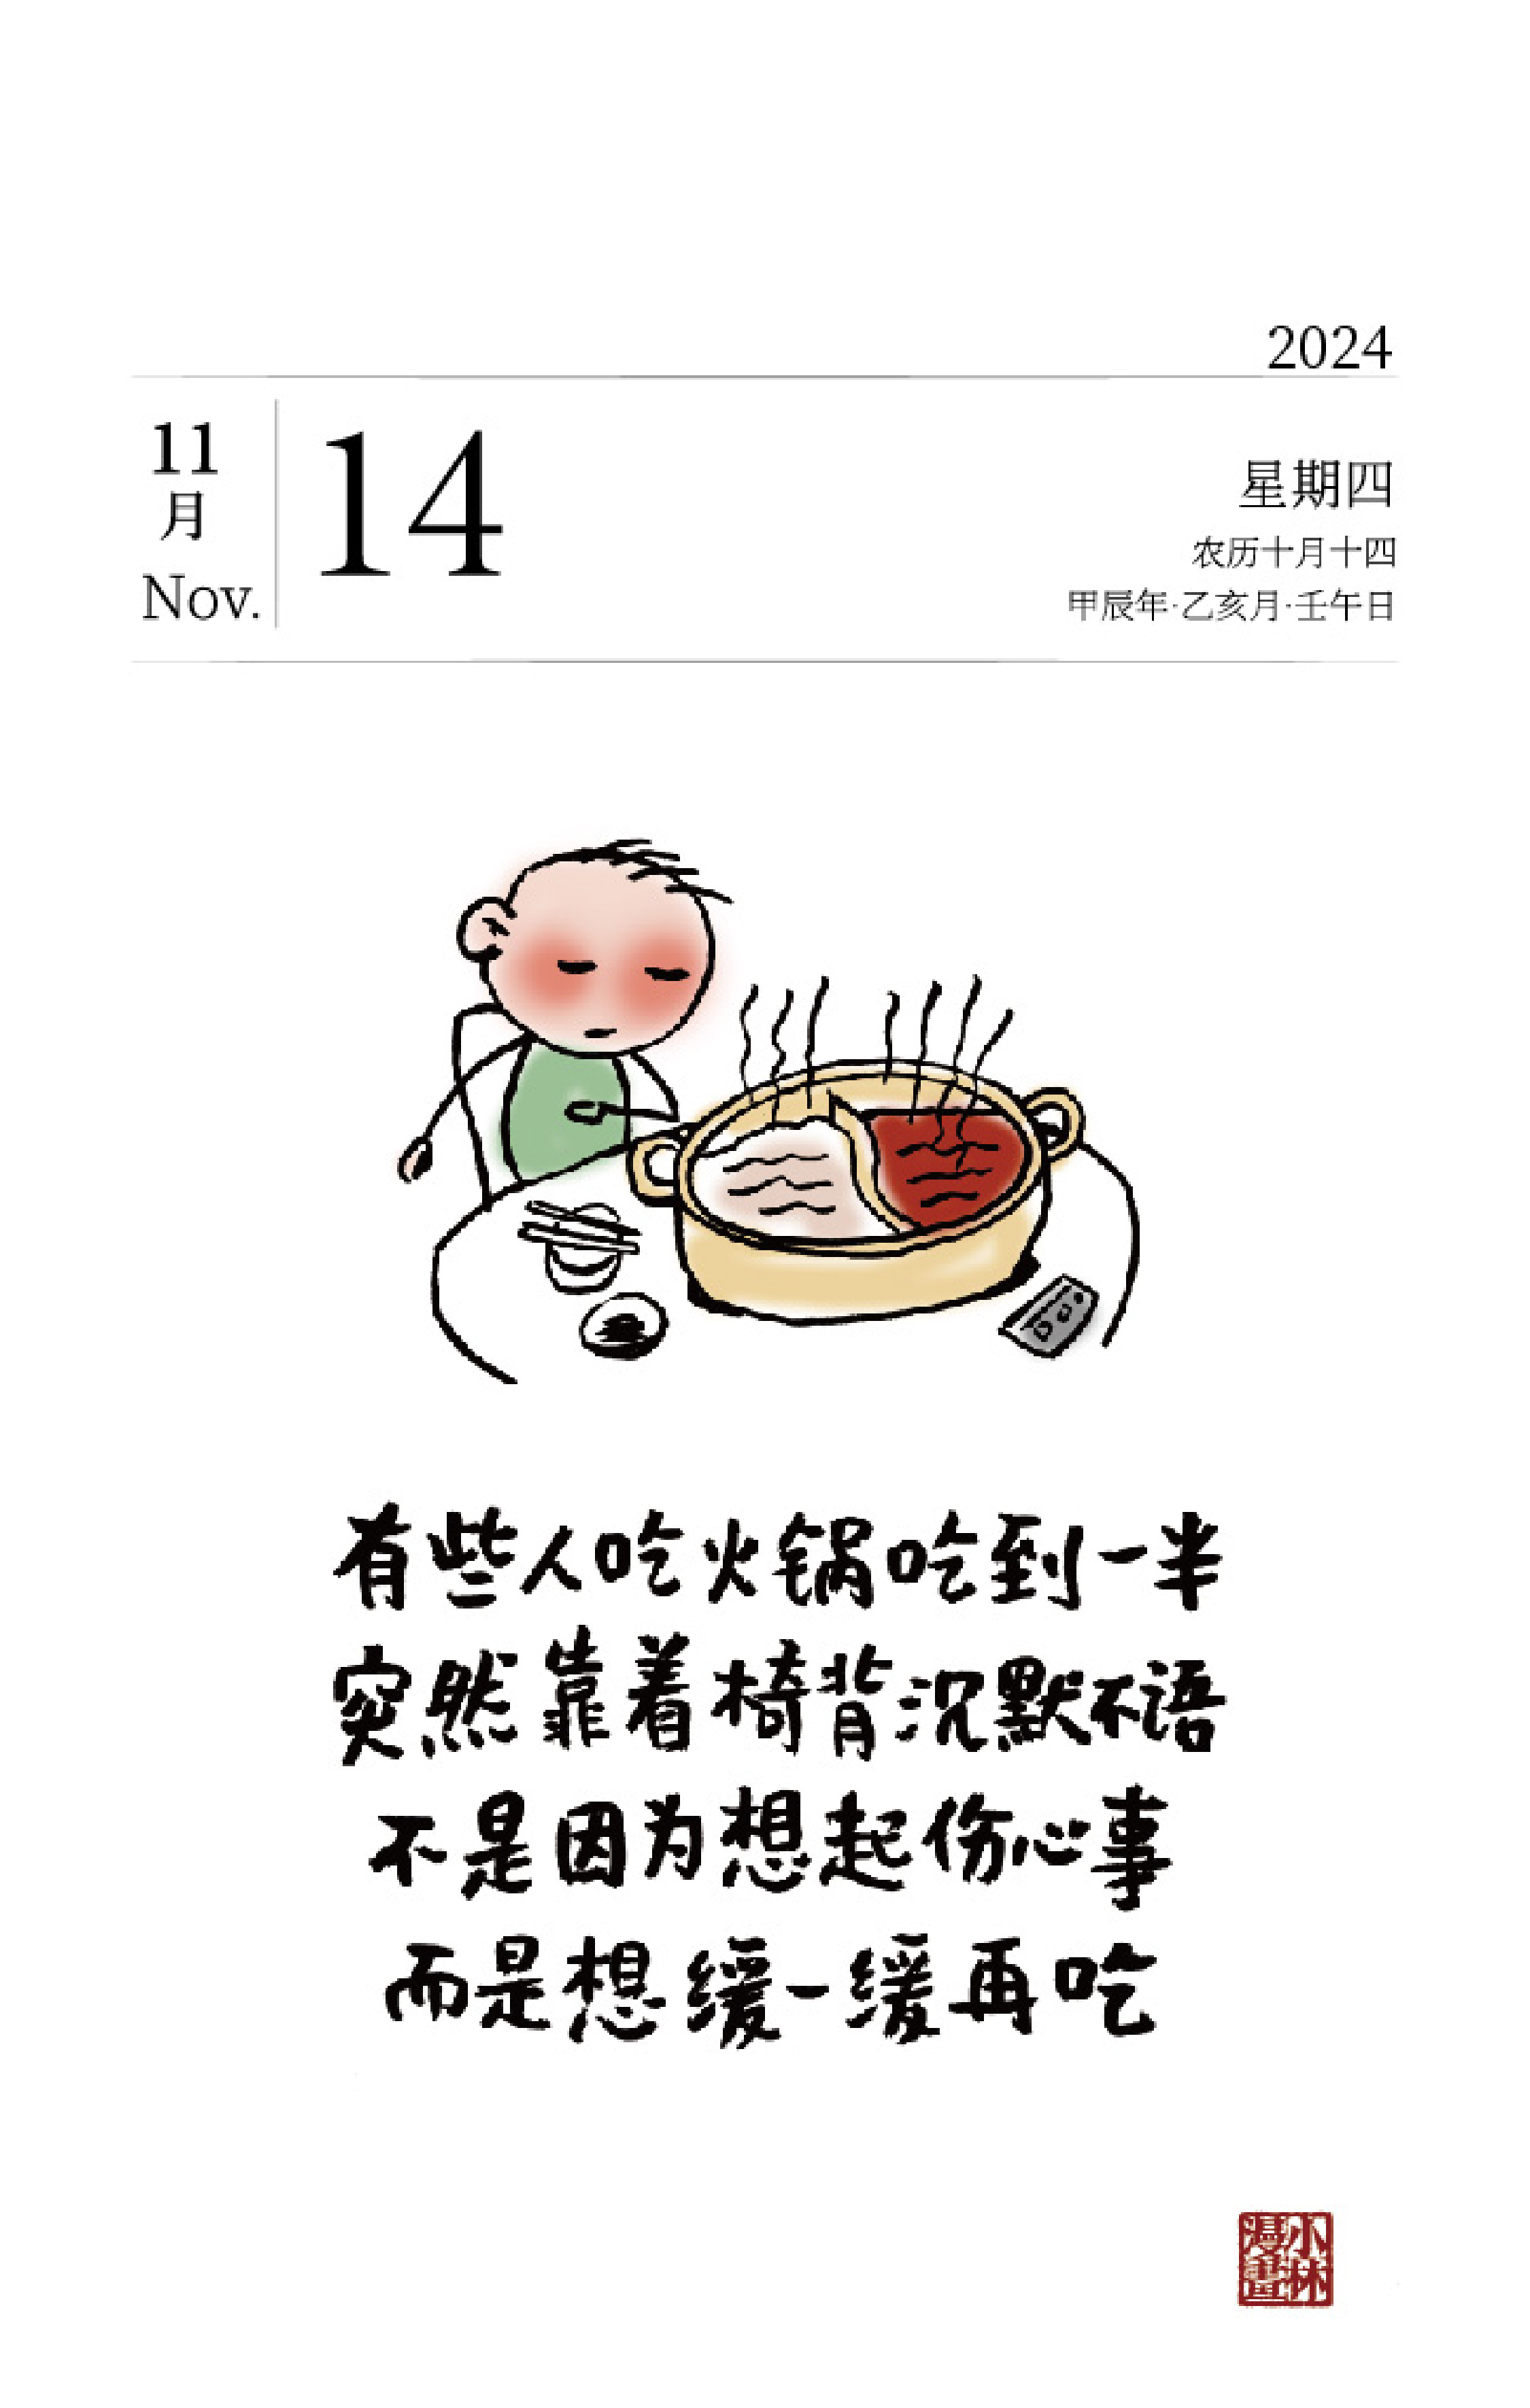 2024
11
月
Nov.
14
星期四
农历十月十四
甲辰年·乙亥月·壬午日
有些人吃火锅吃到一半
突然靠着椅背沉默不语
不是因为想起伤心事
而是想缓一缓再吃
小林
漫畫